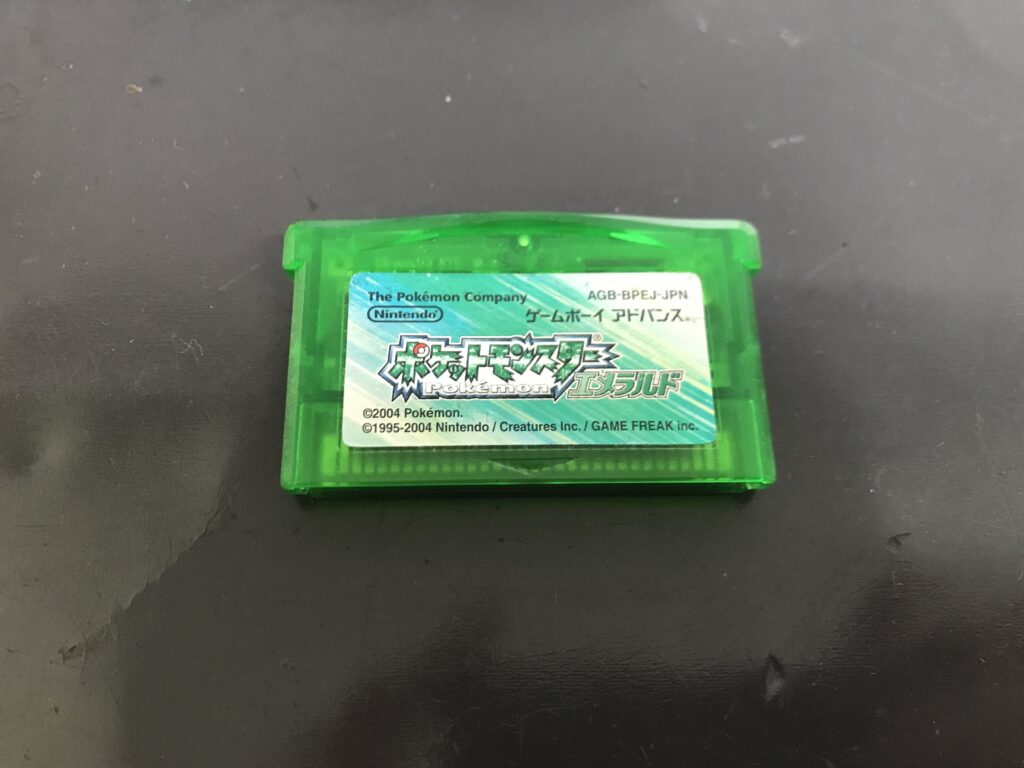 The Pokémon Company AGB-BPEJ-JPN
Nintendo ゲームボーイ アドバンス
ポケットモンスター
Pokémon エメラルド
©2004 Pokémon.
©1995-2004 Nintendo / Creatures Inc. / GAME FREAK inc.